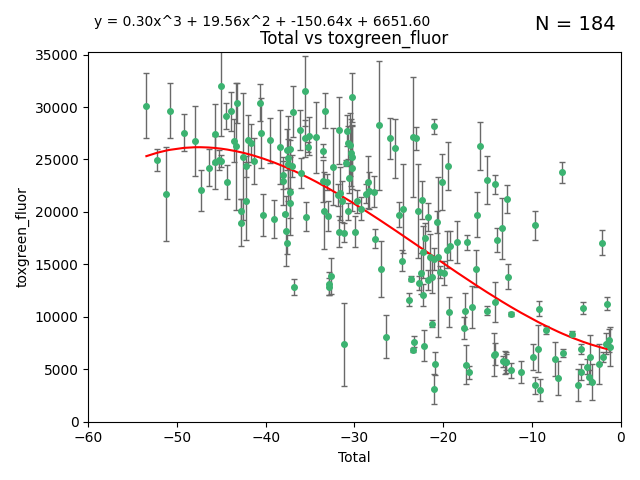 y = 0.30x^3 + 19.56x^2 + -150.64x + 6651.60
N = 184
Total vs toxgreen_fluor
35000
30000
25000
20000
15000
10000
5000
0
toxgreen_fluor
−60 −50 −40 −30 −20 −10 0
Total